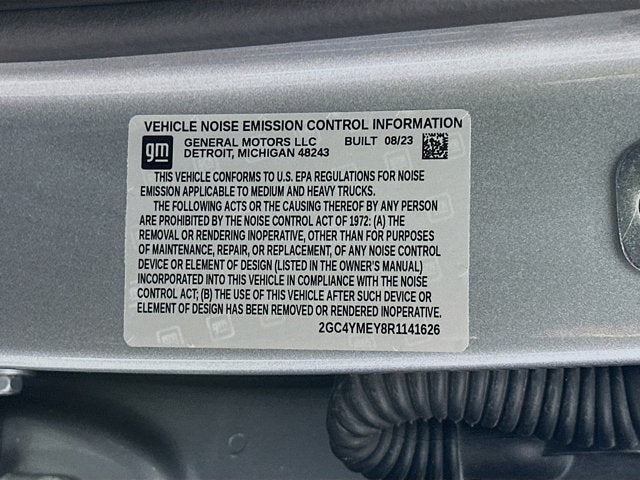 VEHICLE NOISE EMISSION CONTROL INFORMATION
gm GENERAL MOTORS LLC BUILT 08/23
DETROIT, MICHIGAN 48243
THIS VEHICLE CONFORMS TO U.S. EPA REGULATIONS FOR NOISE
EMISSION APPLICABLE TO MEDIUM AND HEAVY TRUCKS.
THE FOLLOWING ACTS OR THE CAUSING THEREOF BY ANY PERSON
ARE PROHIBITED BY THE NOISE CONTROL ACT OF 1972: (A) THE
REMOVAL OR RENDERING INOPERATIVE, OTHER THAN FOR PURPOSES
OF MAINTENANCE, REPAIR, OR REPLACEMENT, OF ANY NOISE CONTROL
DEVICE OR ELEMENT OF DESIGN (LISTED IN THE OWNER'S MANUAL)
INCORPORATED INTO THIS VEHICLE IN COMPLIANCE WITH THE NOISE
CONTROL ACT; (B) THE USE OF THIS VEHICLE AFTER SUCH DEVICE OR
ELEMENT OF DESIGN HAS BEEN REMOVED OR RENDERED INOPERATIVE.
2GC4YMEY8R1141626